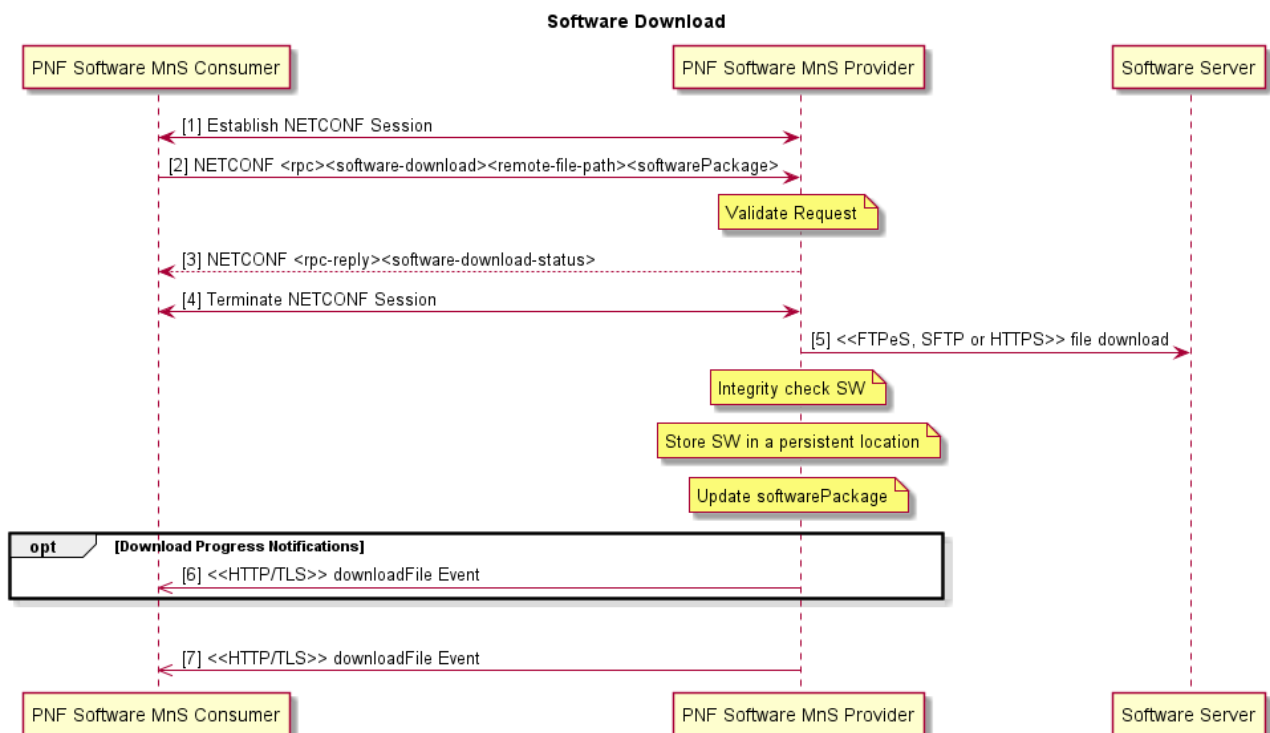 Software Download
PNF Software MnS Consumer
PNF Software MnS Provider
Software Server
[1] Establish NETCONF Session
[2] NETCONF <rpc><software-download><remote-file-path><softwarePackage>
Validate Request
[3] NETCONF <rpc-reply><software-download-status>
[4] Terminate NETCONF Session
[5] <<FTPeS, SFTP or HTTPS>> file download
Integrity check SW
Store SW in a persistent location
Update softwarePackage
opt
[Download Progress Notifications]
[6] <<HTTP/TLS>> downloadFile Event
[7] <<HTTP/TLS>> downloadFile Event
PNF Software MnS Consumer
PNF Software MnS Provider
Software Server